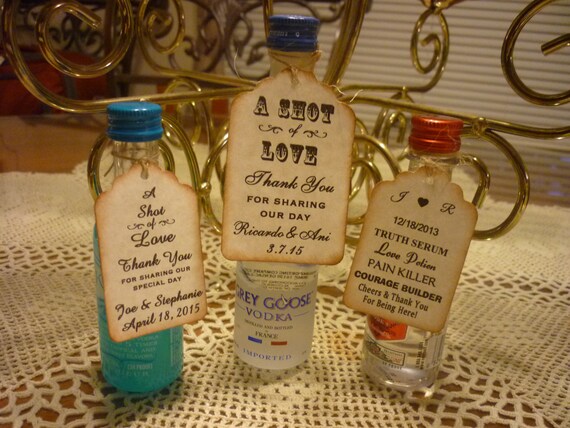 A
Shot
of
Love
Thank You
FOR SHARING OUR
SPECIAL DAY
Joe & Stephanie
April 18, 2015
A SHOT
of
LOVE
Thank You
FOR SHARING
OUR DAY
Ricardo & Ani
3.7.15
GREY GOOSE
VODKA
FRANCE
IMPORTED
I ♥ R
12/18/2013
TRUTH SERUM
Love Potion
PAIN KILLER
COURAGE BUILDER
Cheers & Thank You
For Being Here!